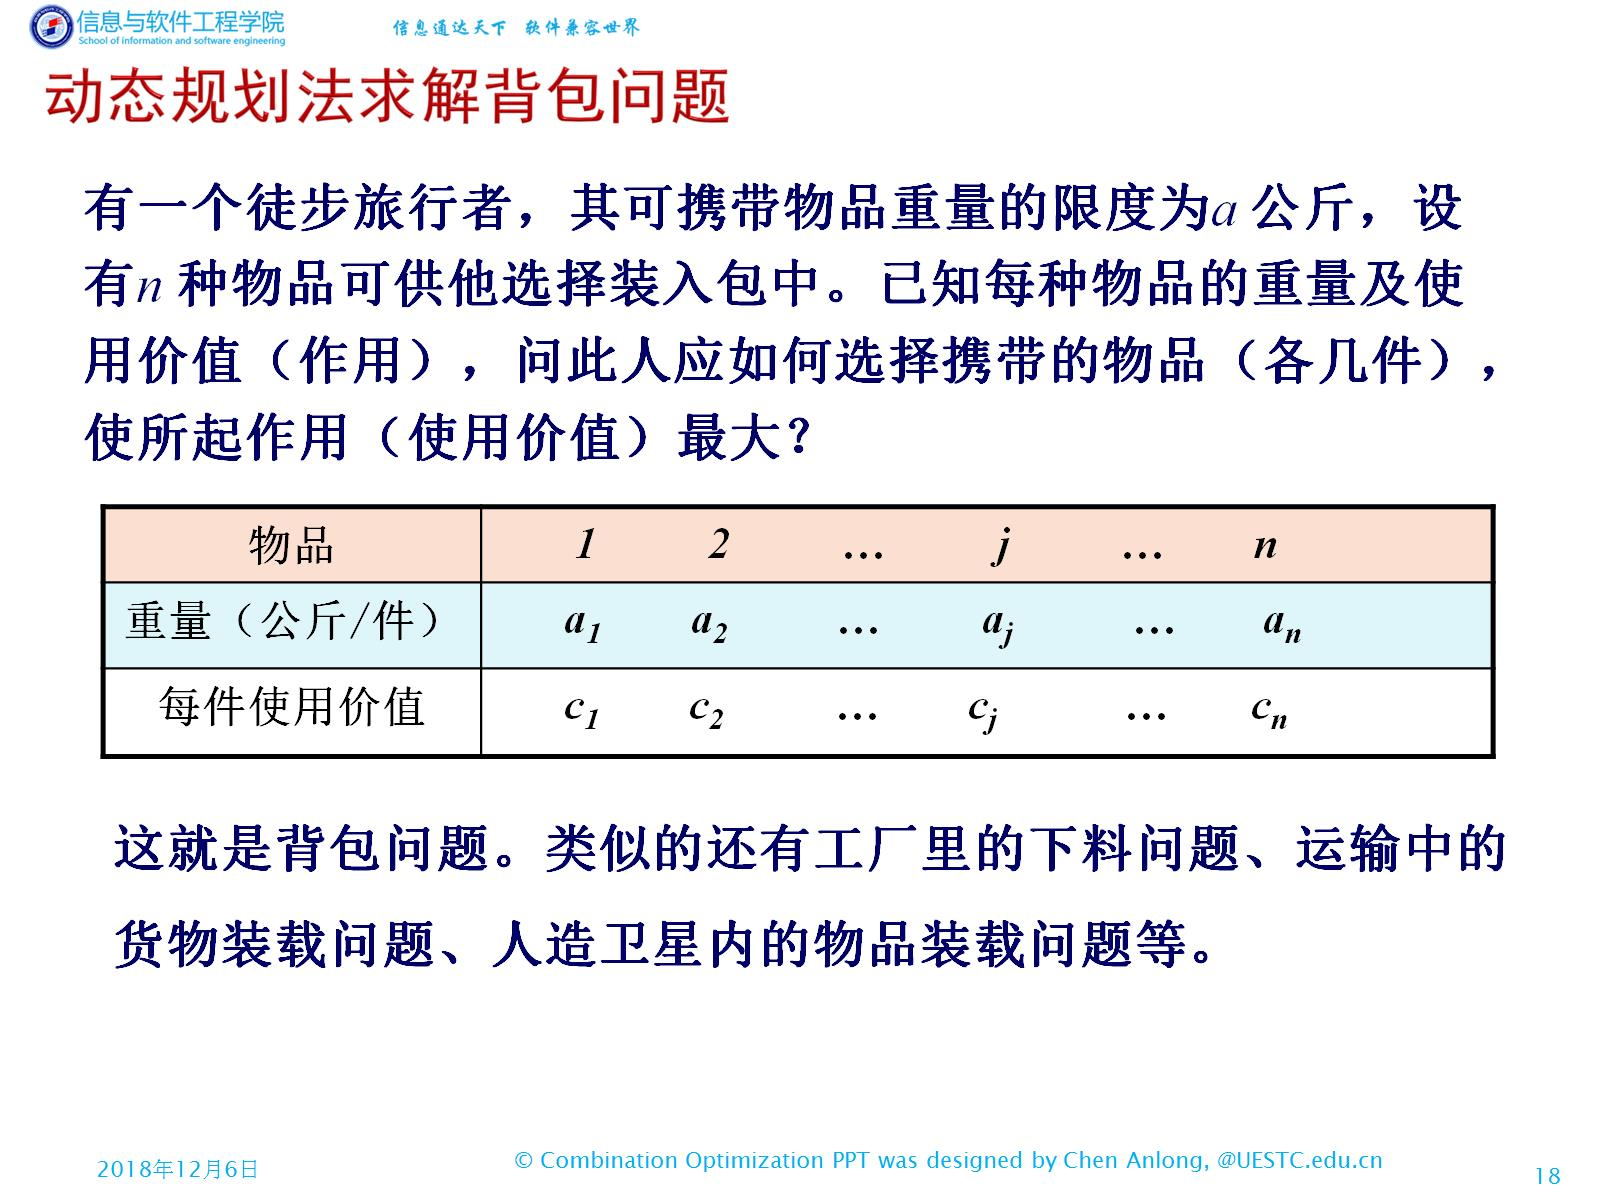 信息与软件工程学院
School of information and software engineering
信息通达天下 软件兼容世界
动态规划法求解背包问题
有一个徒步旅行者，其可携带物品重量的限度为a 公斤，设
有n 种物品可供他选择装入包中。已知每种物品的重量及使
用价值（作用），问此人应如何选择携带的物品（各几件），
使所起作用（使用价值）最大？
物品 1 2 … j … n
重量（公斤/件） a1 a2 … aj … an
每件使用价值 c1 c2 … cj … cn
这就是背包问题。类似的还有工厂里的下料问题、运输中的
货物装载问题、人造卫星内的物品装载问题等。
2018年12月6日
© Combination Optimization PPT was designed by Chen Anlong, @UESTC.edu.cn
18